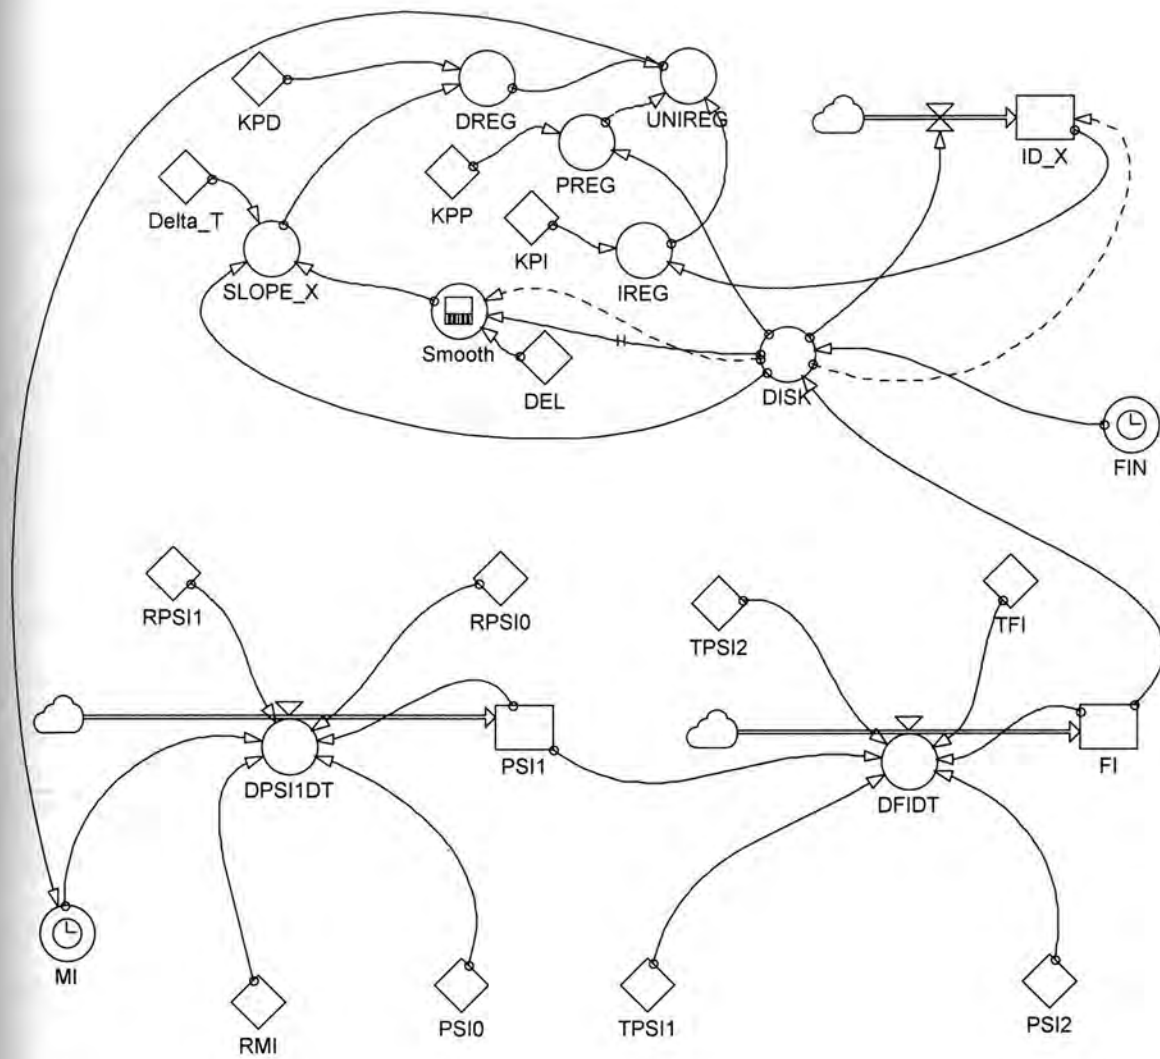 KPD
DREG
UNIREG
ID_X
PREG
Delta_T
KPP
KPI
SLOPE_X
IREG
Smooth
DEL
DISK
FIN
RPSI1
RPSI0
TPSI2
TFI
DPSI1DT
PSI1
DFIDT
FI
MI
RMI
PSI0
TPSI1
PSI2